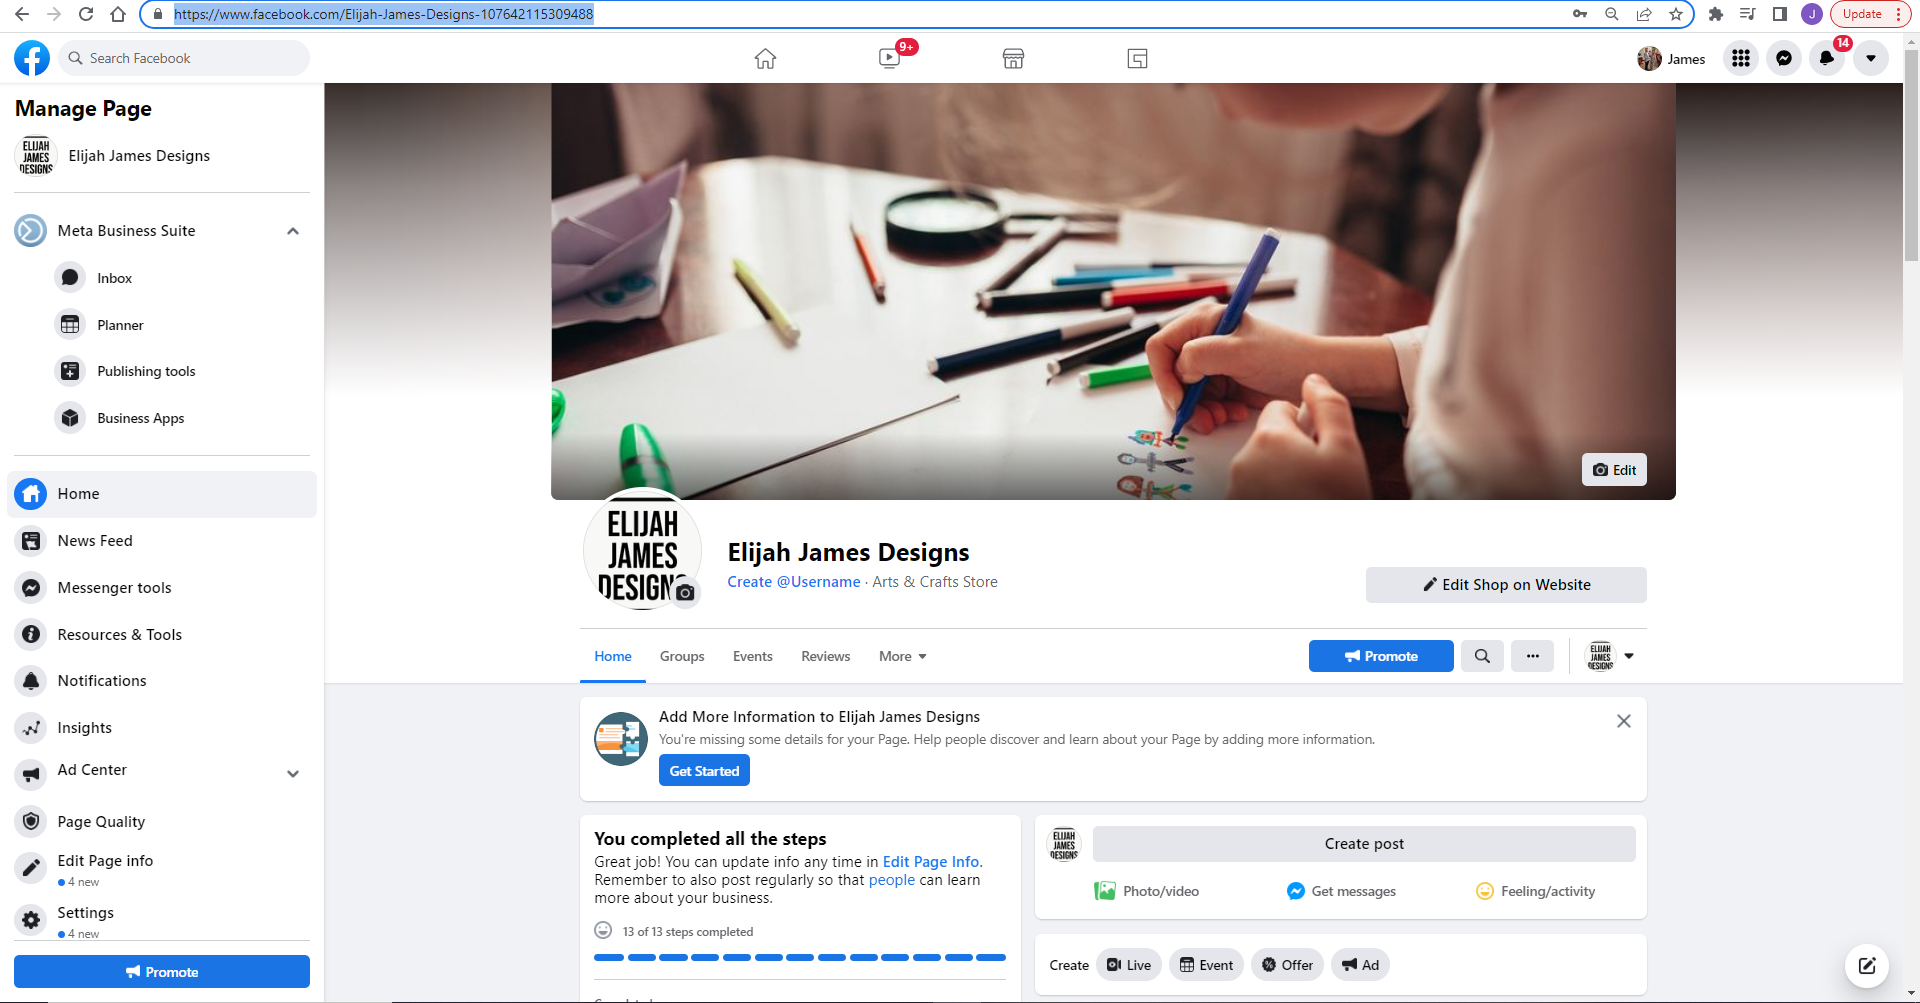 https://www.facebook.com/Elijah-James-Designs-107642115309488
J
Update
Search Facebook
9+
James
14
Manage Page
ELIJAH
JAMES
DESIGNS
Elijah James Designs
Meta Business Suite
Inbox
Planner
Publishing tools
Business Apps
Home
News Feed
Messenger tools
Resources & Tools
Notifications
Insights
Ad Center
Page Quality
Edit Page info
4 new
Settings
4 new
Promote
Edit
ELIJAH
JAMES
DESIGNS
Elijah James Designs
Create @Username · Arts & Crafts Store
Edit Shop on Website
Home
Groups
Events
Reviews
More
Promote
ELIJAH
JAMES
DESIGNS
Add More Information to Elijah James Designs
You're missing some details for your Page. Help people discover and learn about your Page by adding more information.
Get Started
You completed all the steps
Great job! You can update info any time in Edit Page Info.
Remember to also post regularly so that people can learn
more about your business.
13 of 13 steps completed
ELIJAH
JAMES
DESIGNS
Create post
Photo/video
Get messages
Feeling/activity
Create
Live
Event
Offer
Ad